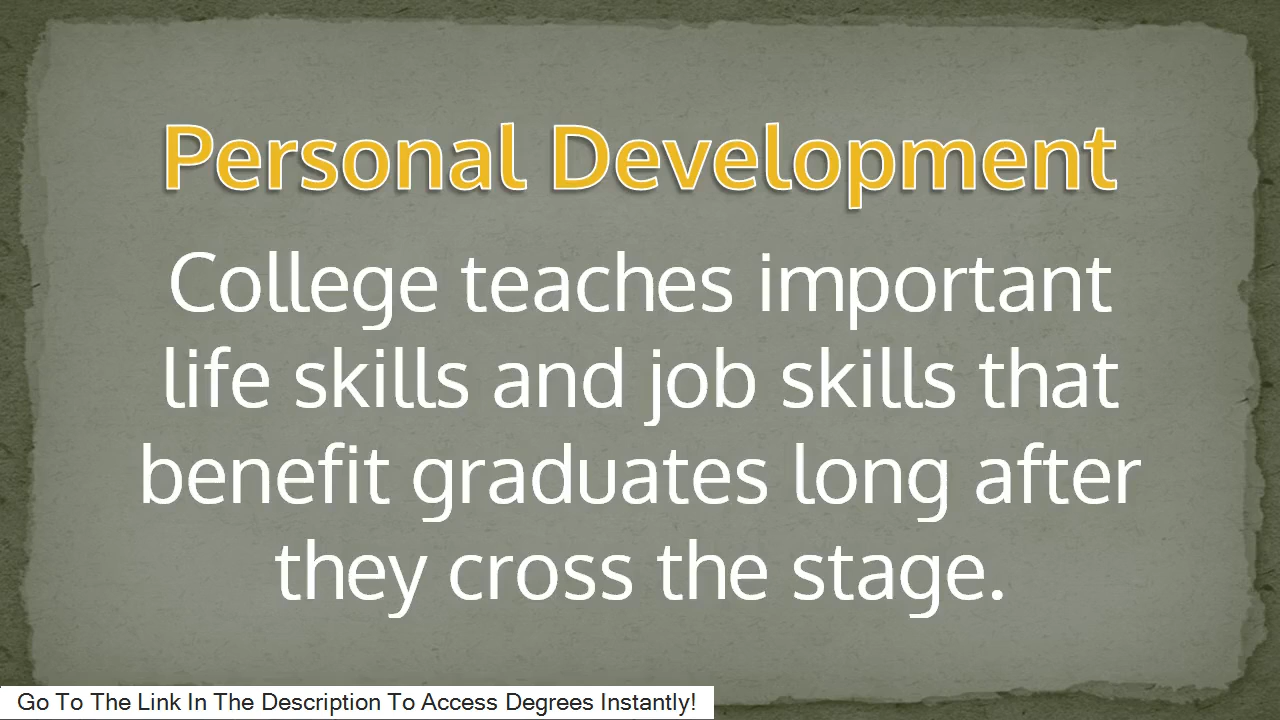 Personal Development
College teaches important
life skills and job skills that
benefit graduates long after
they cross the stage.
Go To The Link In The Description To Access Degrees Instantly!